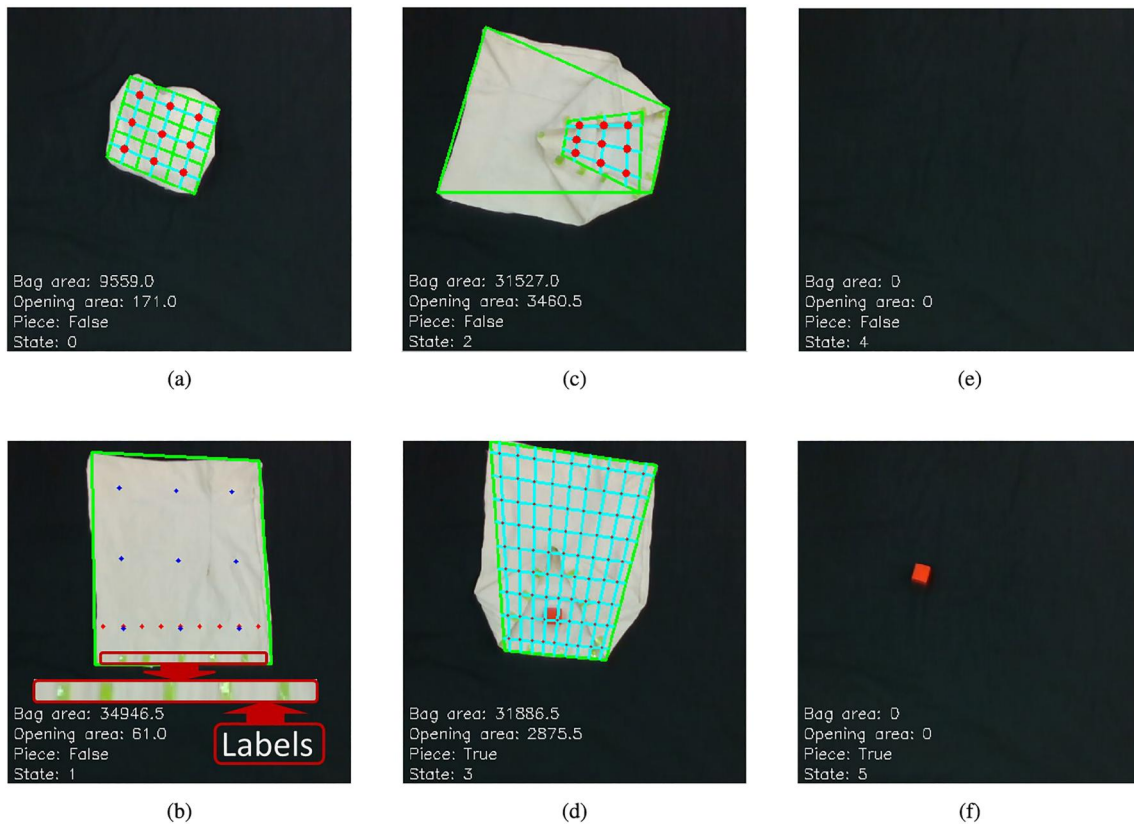 Bag area: 9559.0
Opening area: 171.0
Piece: False
State: 0
(a)
Bag area: 31527.0
Opening area: 3460.5
Piece: False
State: 2
(c)
Bag area: 0
Opening area: 0
Piece: False
State: 4
(e)
Labels
Bag area: 34946.5
Opening area: 61.0
Piece: False
State: 1
(b)
Bag area: 31886.5
Opening area: 2875.5
Piece: True
State: 3
(d)
Bag area: 0
Opening area: 0
Piece: True
State: 5
(f)